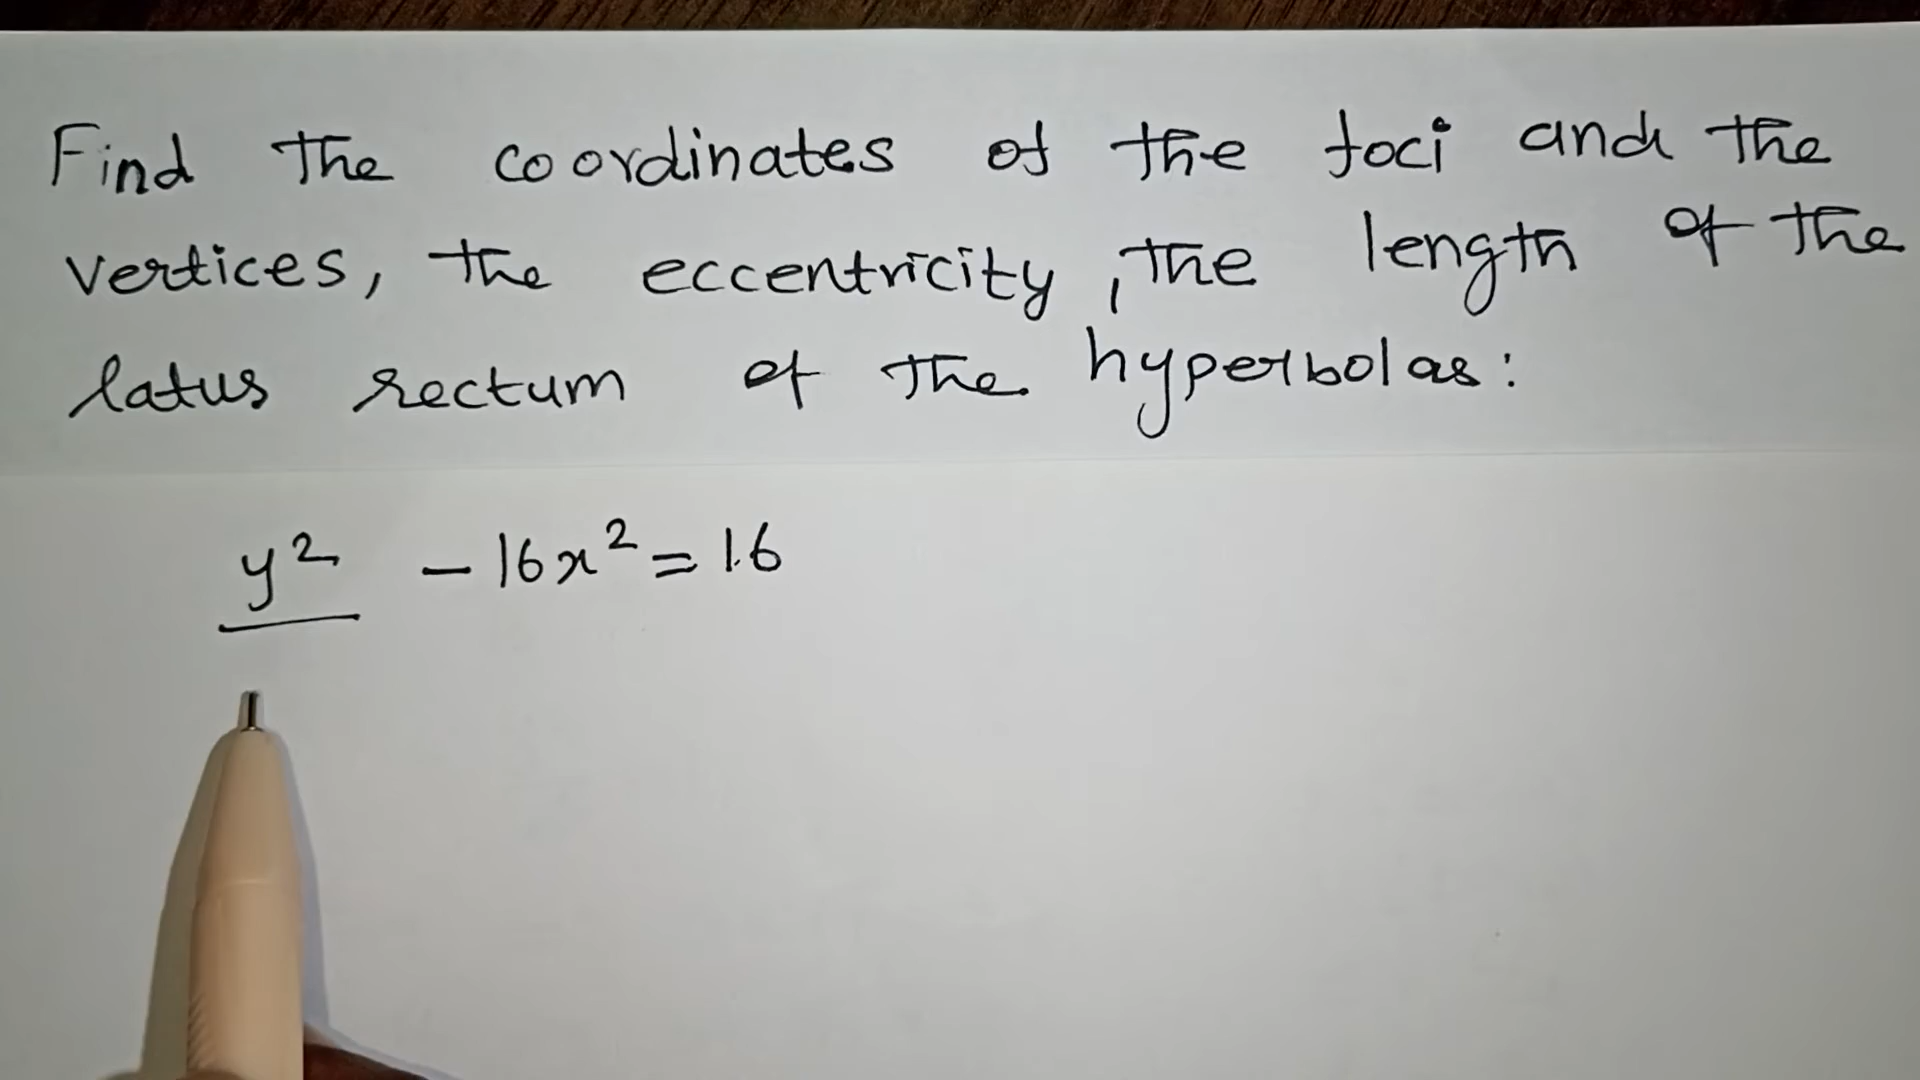 Find the coordinates of the foci and the
vertices, the eccentricity, the length of the
latus rectum of the hyperbolas:
y² - 16x² = 16